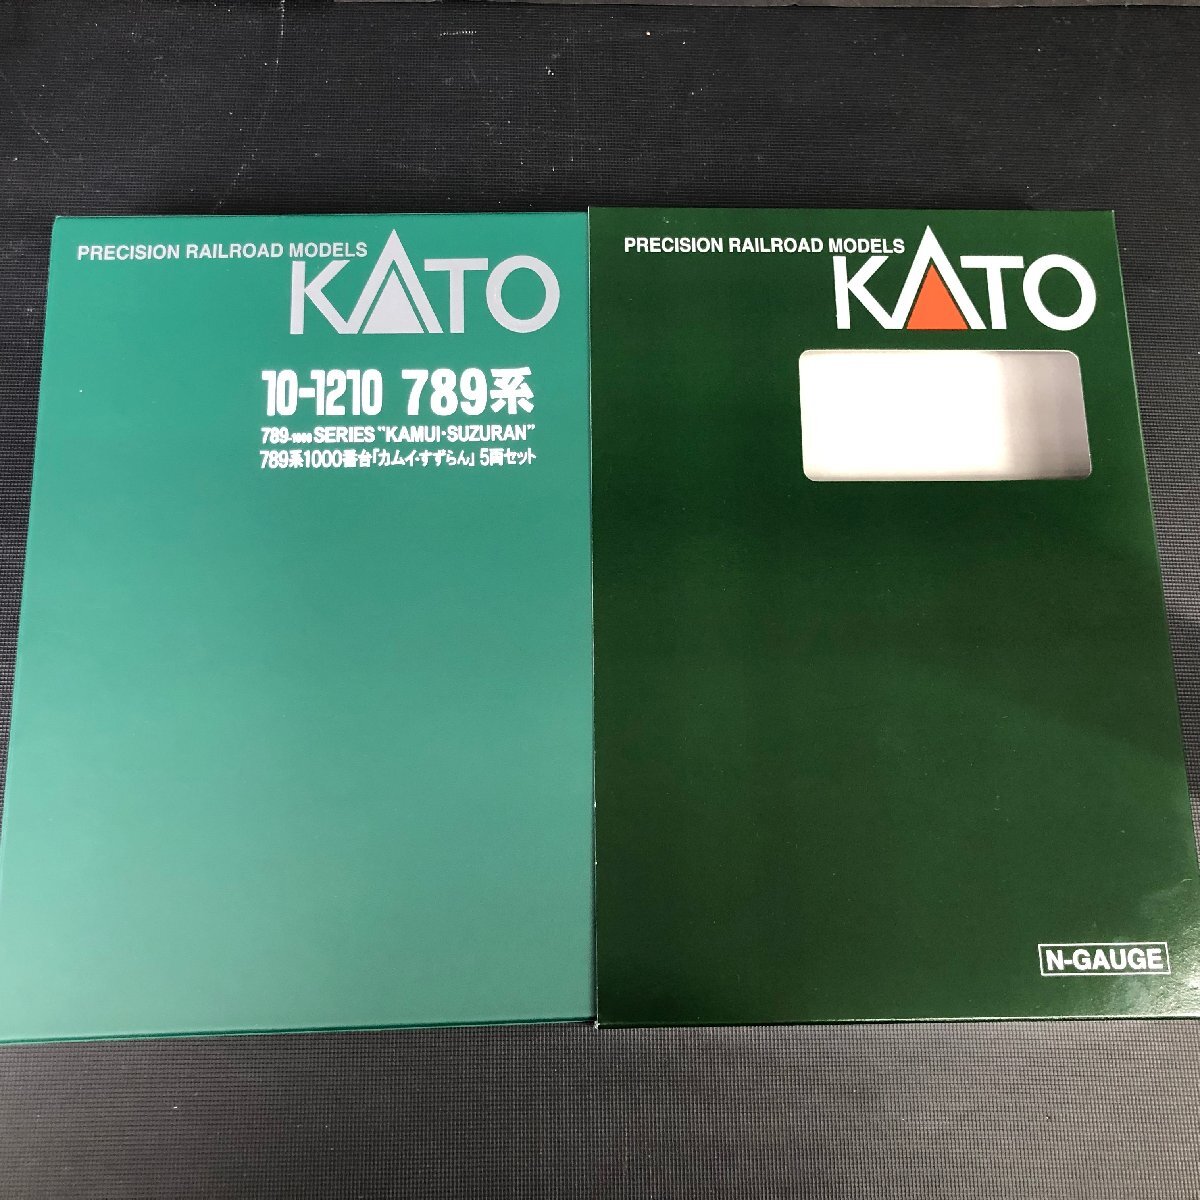 PRECISION RAILROAD MODELS
KATO
10-1210 789系
789-1000 SERIES "KAMUI・SUZURAN"
789系1000番台「カムイ・すずらん」5両セット
PRECISION RAILROAD MODELS
KATO
N-GAUGE